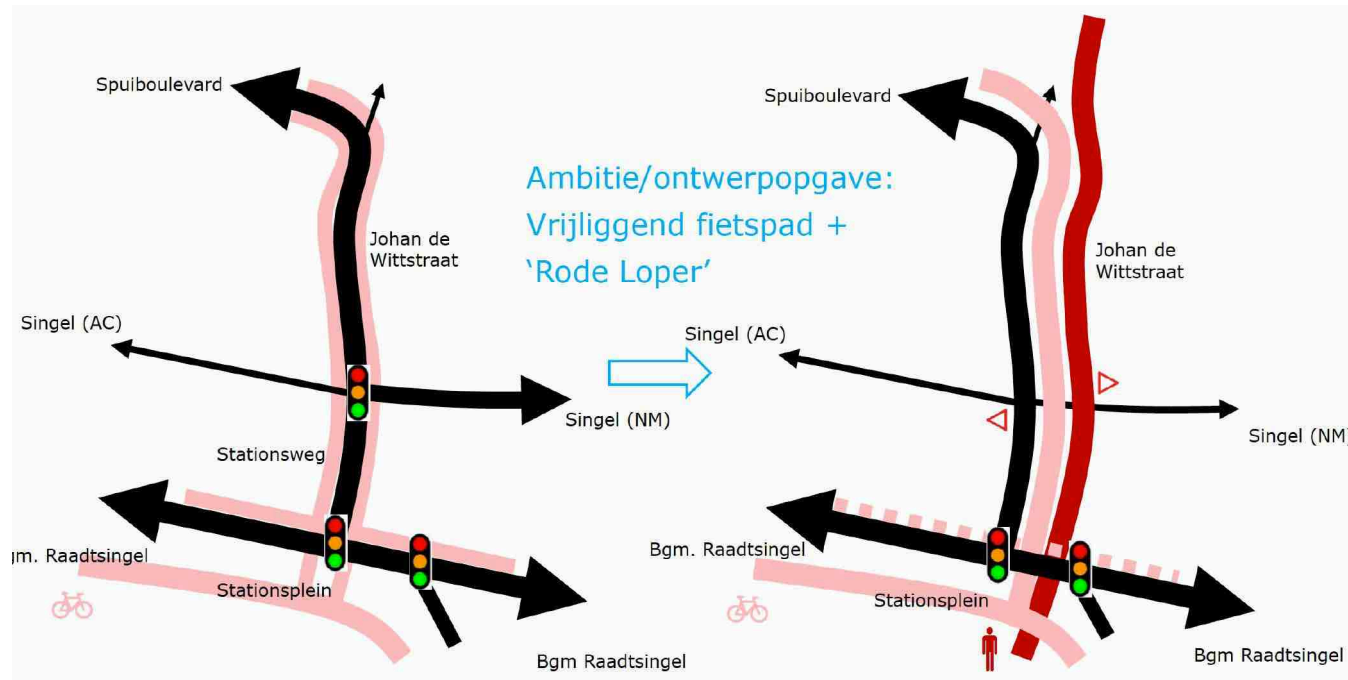 Spuiboulevard
Johan de
Wittstraat
Singel (AC)
Singel (NM)
Stationsweg
gm. Raadtsingel
Stationsplein
Bgm Raadtsingel
Ambitie/ontwerpopgave:
Vrijliggend fietspad +
‘Rode Loper’
Spuiboulevard
Johan de
Wittstraat
Singel (AC)
Singel (NM)
Bgm. Raadtsingel
Stationsplein
Bgm Raadtsingel